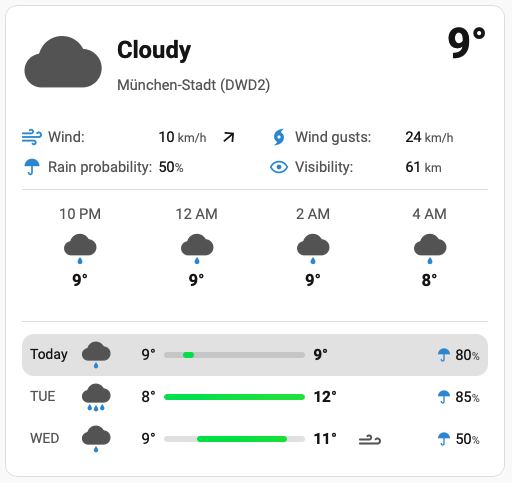 Cloudy
9°
München-Stadt (DWD2)
Wind: 10 km/h Wind gusts: 24 km/h
Rain probability: 50% Visibility: 61 km
10 PM 12 AM 2 AM 4 AM
9° 9° 9° 8°
Today 9° 9° 80%
TUE 8° 12° 85%
WED 9° 11° 50%